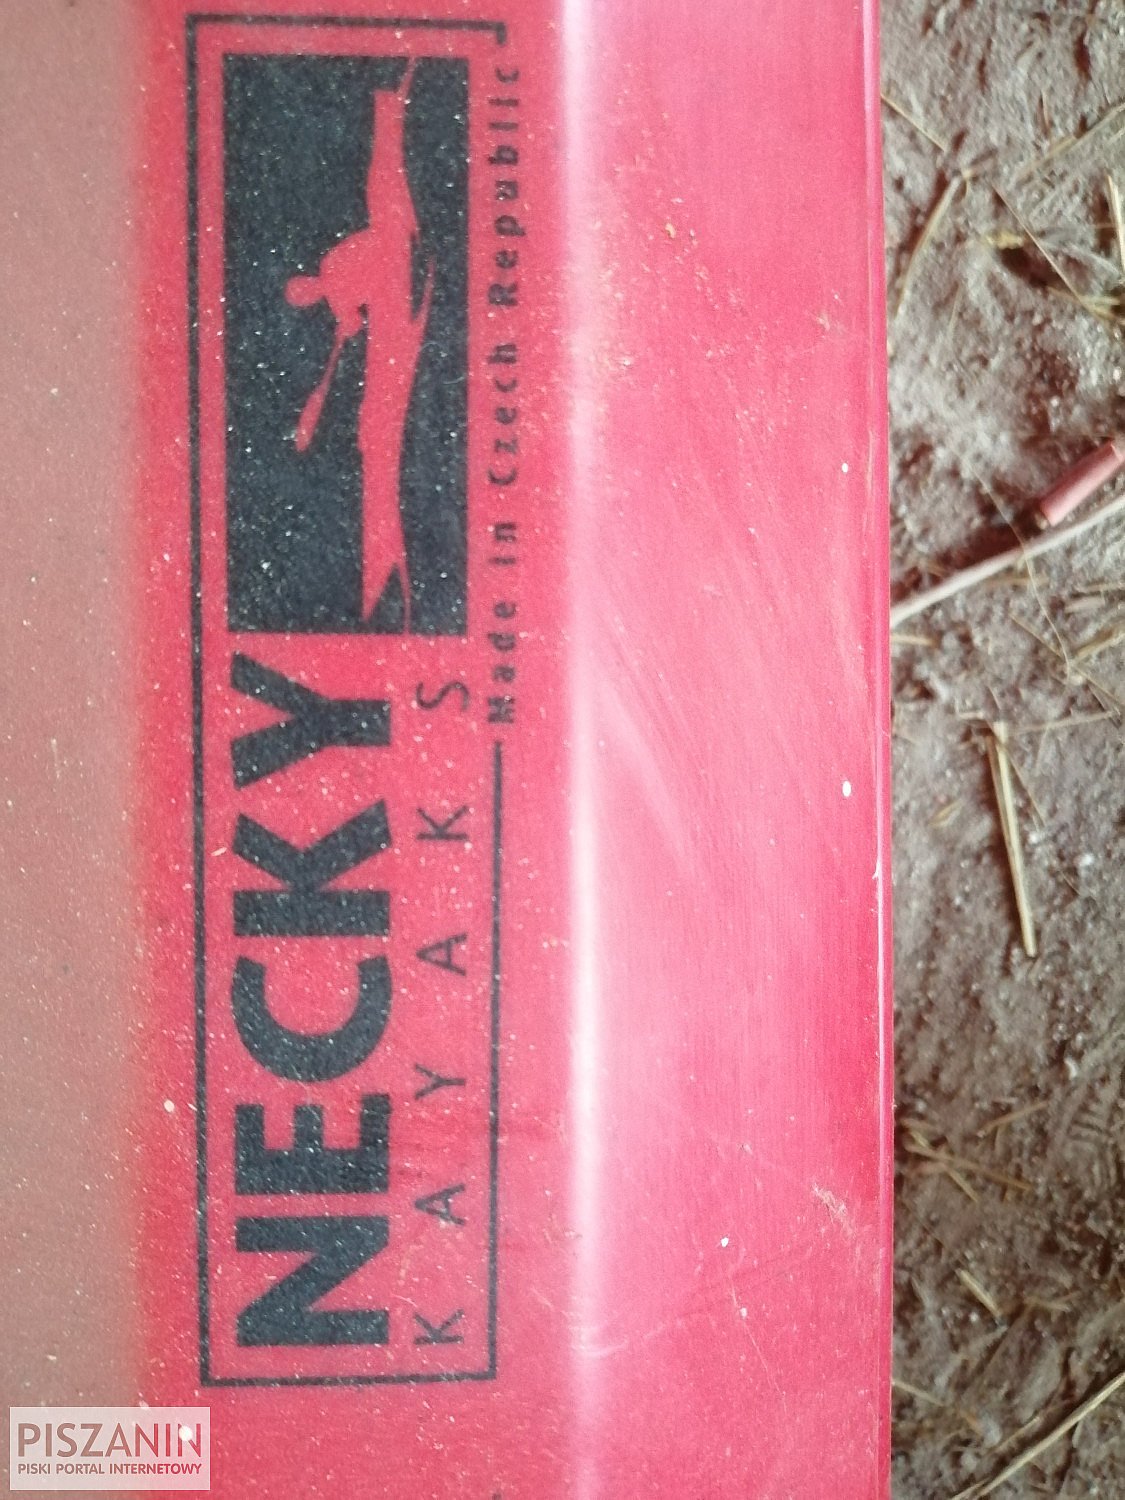 NECKY
KAYAKS
Made in Czech Republic
PISZANIN
PISKI PORTAL INTERNETOWY